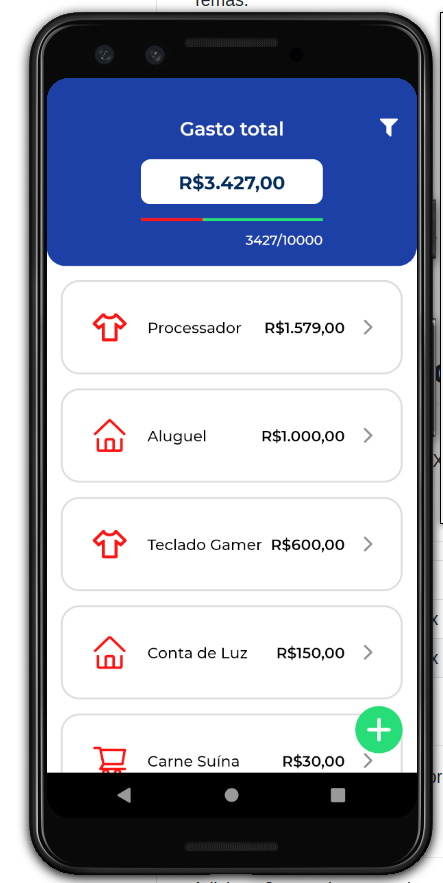 Temas:
Gasto total
R$3.427,00
3427/10000
Processador R$1.579,00
Aluguel R$1.000,00
Teclado Gamer R$600,00
Conta de Luz R$150,00
Carne Suína R$30,00